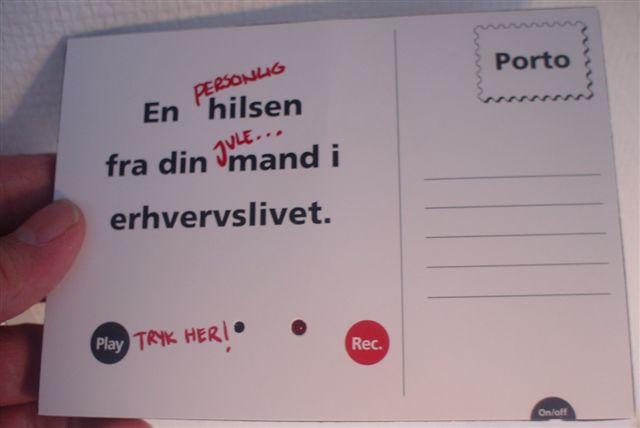 PERSONLIG
En hilsen
JULE...
fra din mand i
erhvervslivet.
Play TRYK HER! Rec.
Porto
On/off